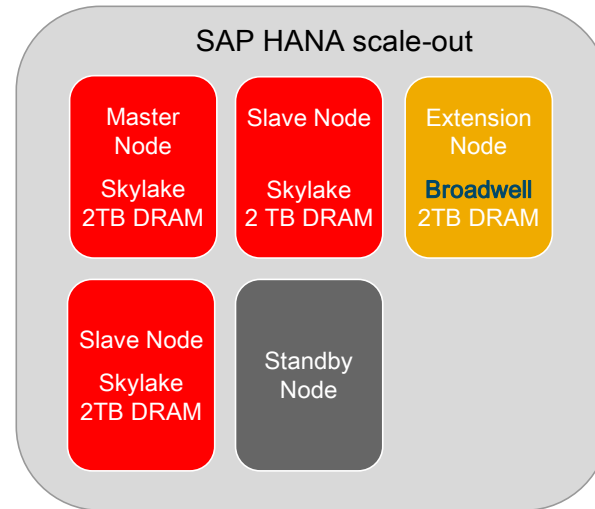 SAP HANA scale-out
Master
Node
Skylake
2TB DRAM
Slave Node
Skylake
2 TB DRAM
Extension
Node
Broadwell
2TB DRAM
Slave Node
Skylake
2TB DRAM
Standby
Node